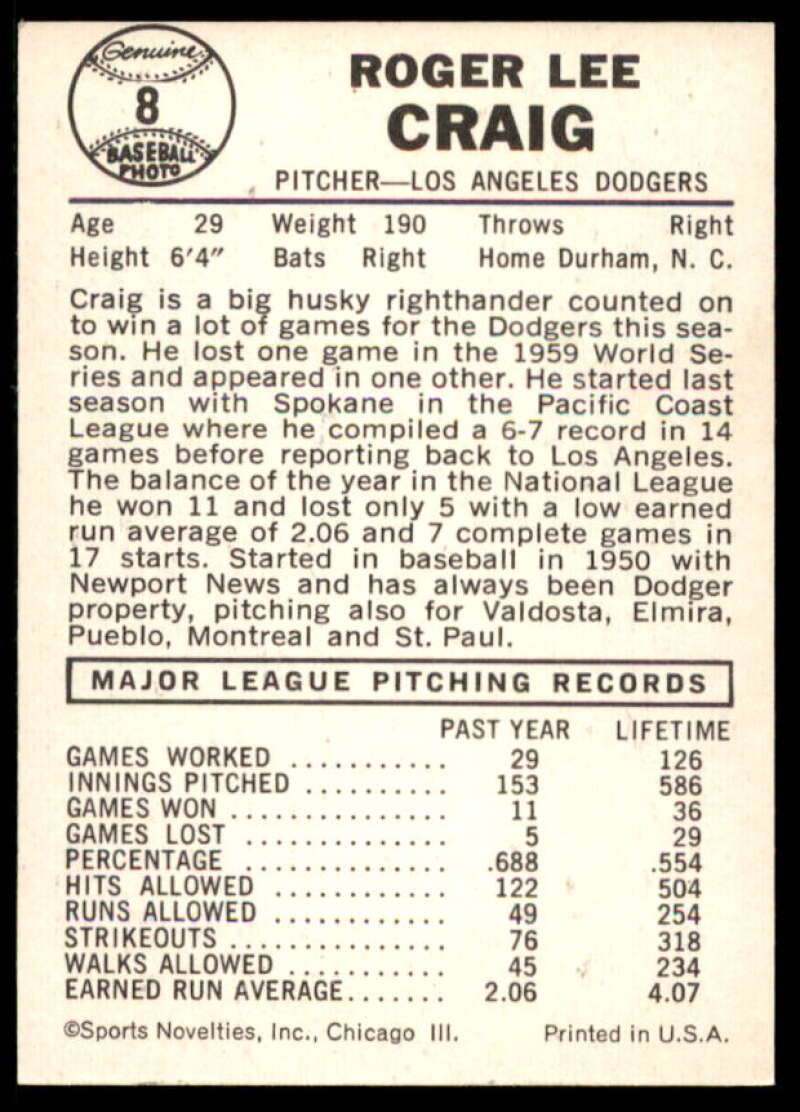 Genuine
8
BASEBALL
PHOTO
ROGER LEE
CRAIG
PITCHER—LOS ANGELES DODGERS
Age 29 Weight 190 Throws Right
Height 6'4" Bats Right Home Durham, N. C.
Craig is a big husky righthander counted on
to win a lot of games for the Dodgers this sea-
son. He lost one game in the 1959 World Se-
ries and appeared in one other. He started last
season with Spokane in the Pacific Coast
League where he compiled a 6-7 record in 14
games before reporting back to Los Angeles.
The balance of the year in the National League
he won 11 and lost only 5 with a low earned
run average of 2.06 and 7 complete games in
17 starts. Started in baseball in 1950 with
Newport News and has always been Dodger
property, pitching also for Valdosta, Elmira,
Pueblo, Montreal and St. Paul.
MAJOR LEAGUE PITCHING RECORDS
PAST YEAR LIFETIME
GAMES WORKED ........... 29 126
INNINGS PITCHED .......... 153 586
GAMES WON ............... 11 36
GAMES LOST .............. 5 29
PERCENTAGE .............. .688 .554
HITS ALLOWED ............ 122 504
RUNS ALLOWED ............ 49 254
STRIKEOUTS ............... 76 318
WALKS ALLOWED ........... 45 234
EARNED RUN AVERAGE....... 2.06 4.07
©Sports Novelties, Inc., Chicago Ill. Printed in U.S.A.